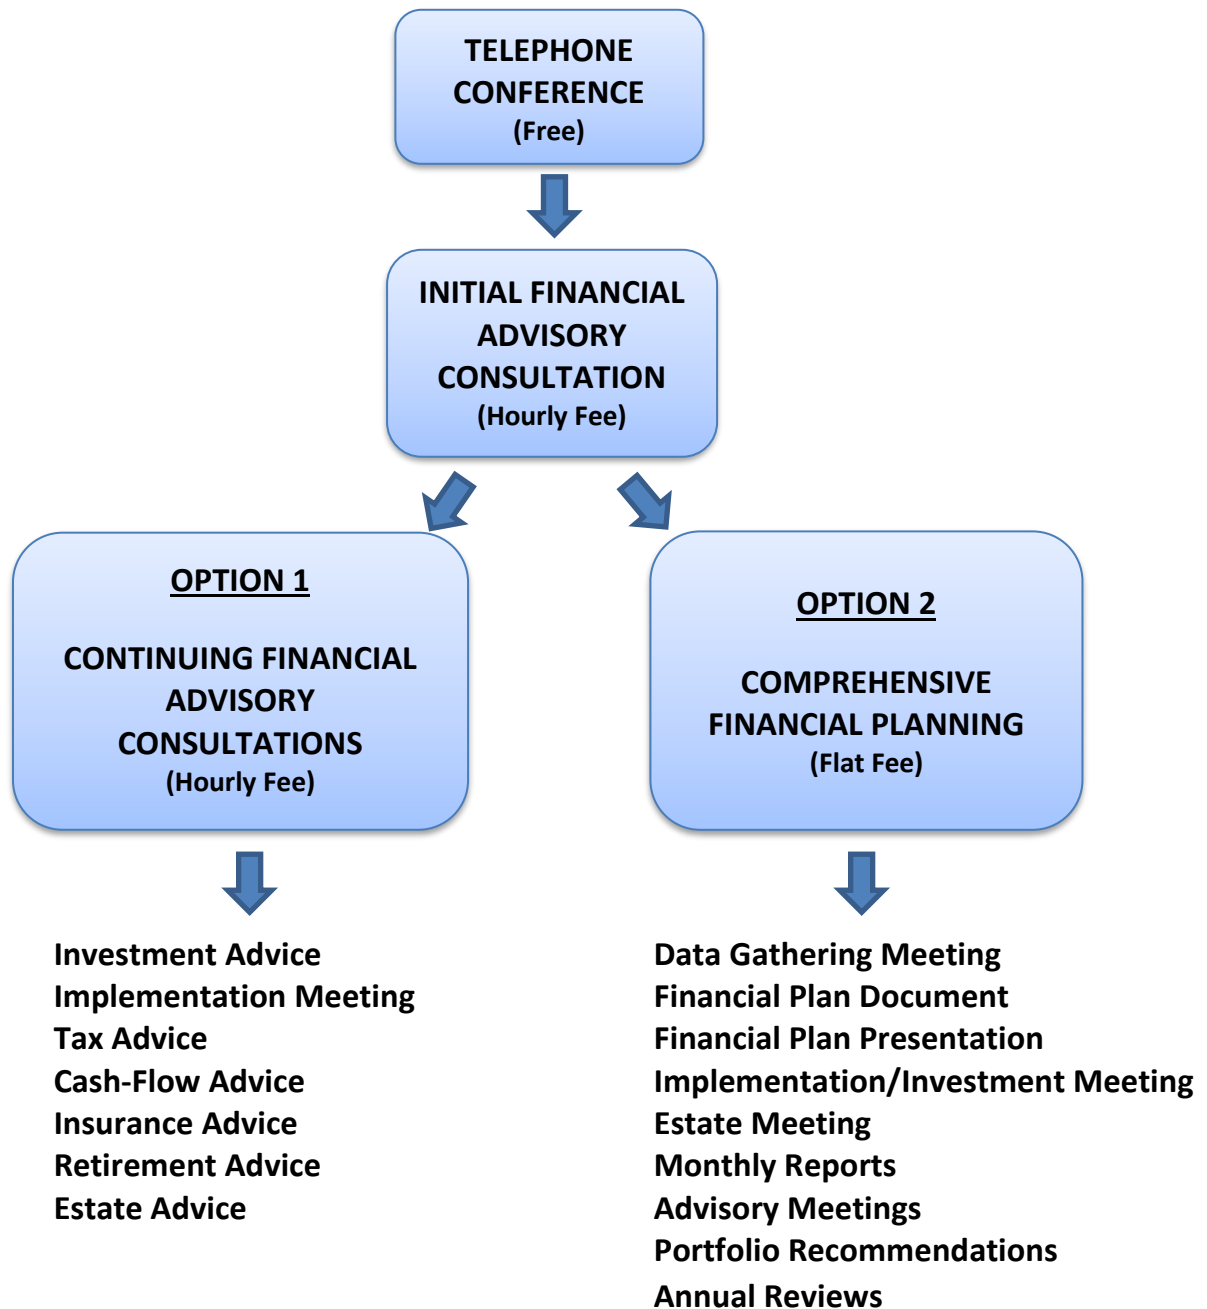 TELEPHONE
CONFERENCE
(Free)
INITIAL FINANCIAL
ADVISORY
CONSULTATION
(Hourly Fee)
OPTION 1
CONTINUING FINANCIAL
ADVISORY
CONSULTATIONS
(Hourly Fee)
OPTION 2
COMPREHENSIVE
FINANCIAL PLANNING
(Flat Fee)
Investment Advice
Implementation Meeting
Tax Advice
Cash-Flow Advice
Insurance Advice
Retirement Advice
Estate Advice
Data Gathering Meeting
Financial Plan Document
Financial Plan Presentation
Implementation/Investment Meeting
Estate Meeting
Monthly Reports
Advisory Meetings
Portfolio Recommendations
Annual Reviews